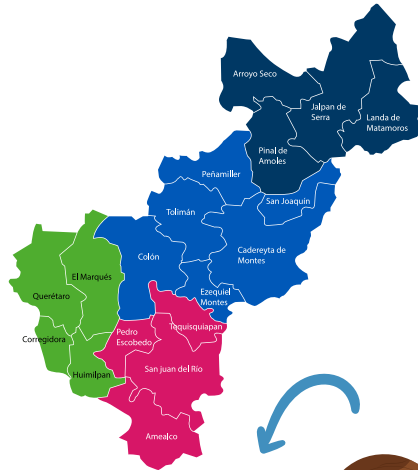 Arroyo Seco
Jalpan de
Serra
Landa de
Matamoros
Pinal de
Amoles
Peñamiller
San Joaquín
Tolimán
Cadereyta de
Montes
Colón
El Marqués
Ezequiel
Montes
Querétaro
Tequisquiapan
Pedro
Escobedo
Corregidora
San juan del Río
Huimilpan
Amealco